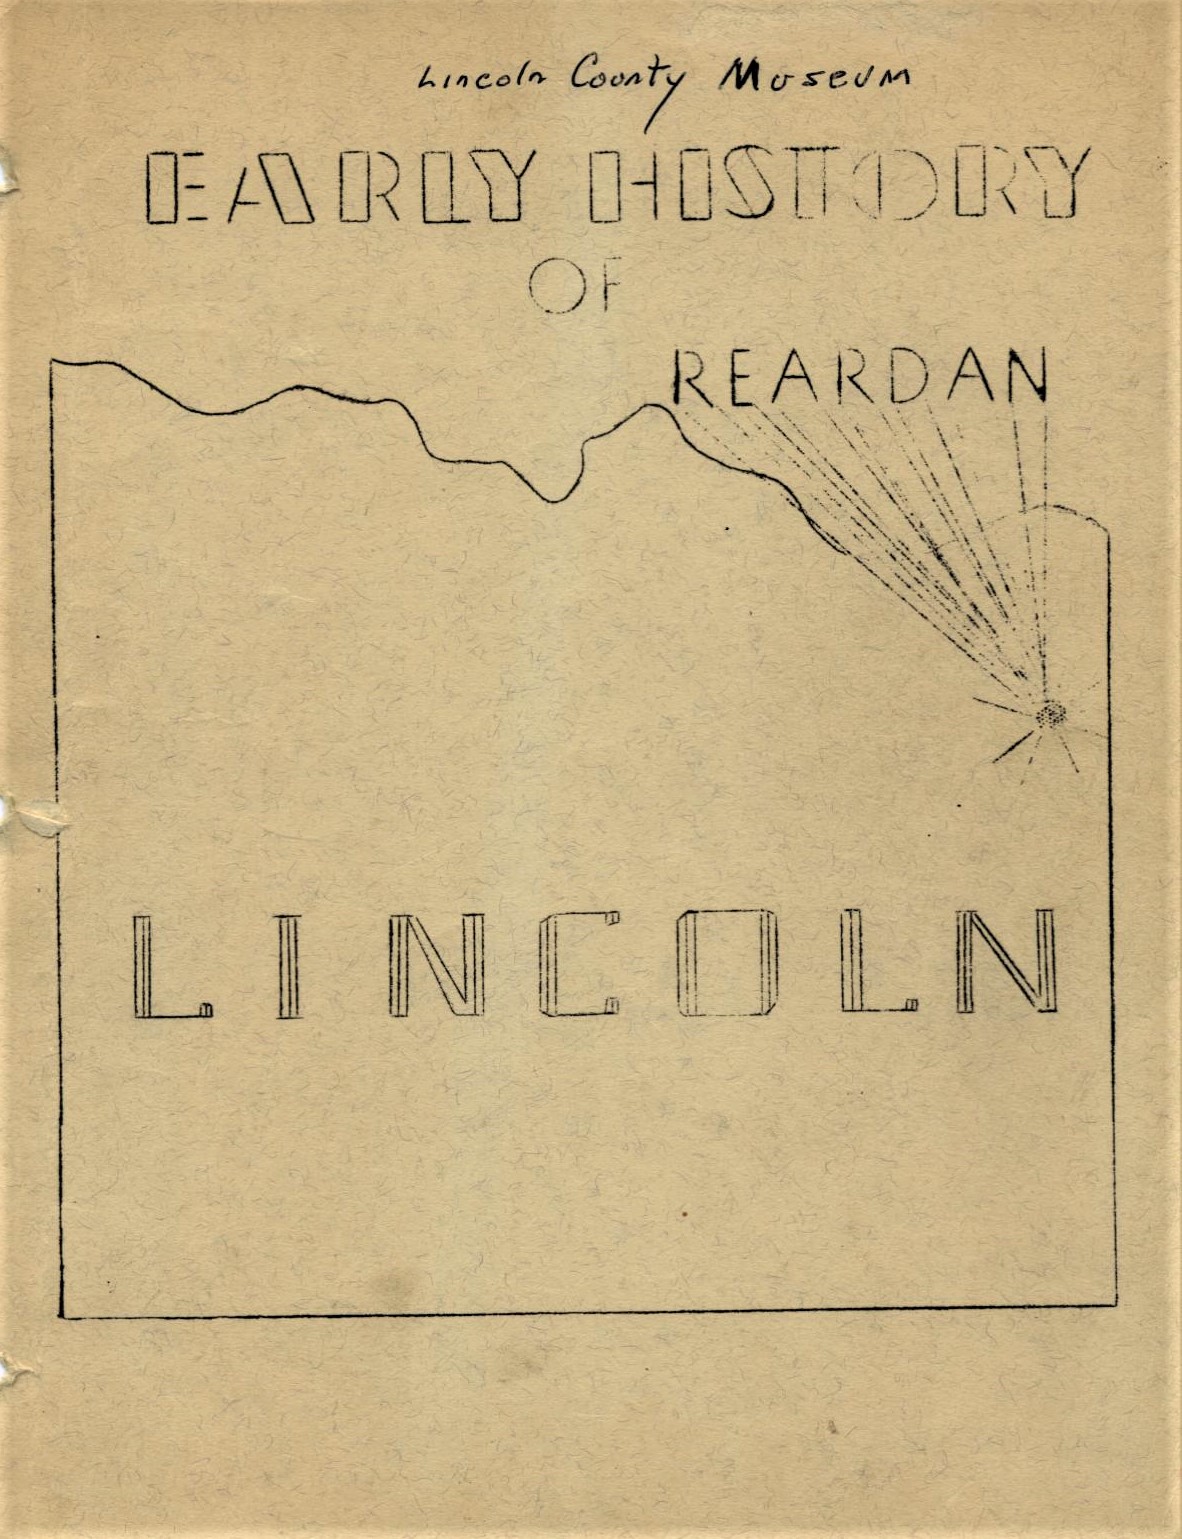 Lincoln County Museum
EARLY HISTORY
OF
REARDAN
LINCOLN